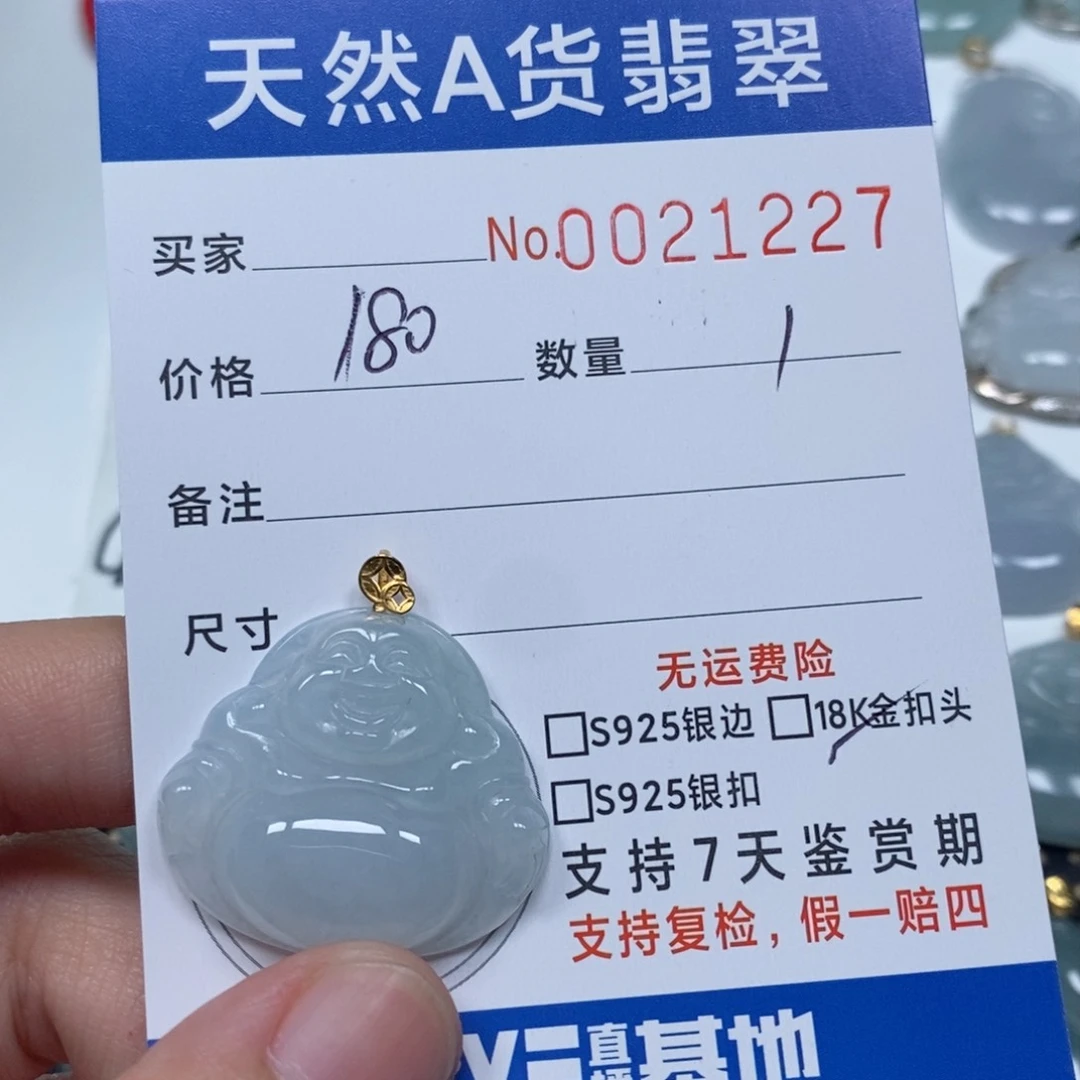 天然A货翡翠
买家 No.0021227
价格 180 数量 1
备注
尺寸
无运费险
S925银边 18K金扣头
S925银扣
支持7天鉴赏期
支持复检，假一赔四
基地